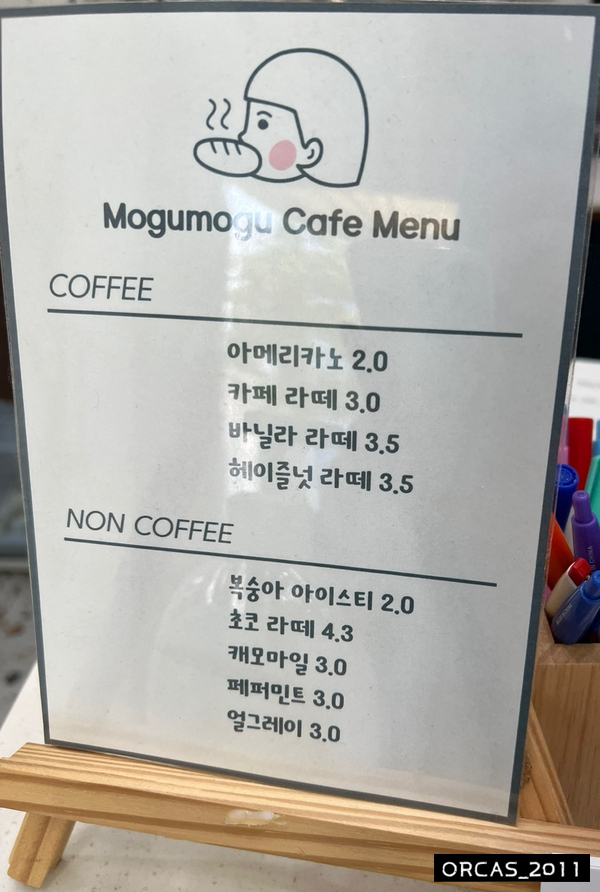 Mogumogu Cafe Menu
COFFEE
아메리카노 2.0
카페 라떼 3.0
바닐라 라떼 3.5
헤이즐넛 라떼 3.5
NON COFFEE
복숭아 아이스티 2.0
초코 라떼 4.3
캐모마일 3.0
페퍼민트 3.0
얼그레이 3.0
ORCAS_2011